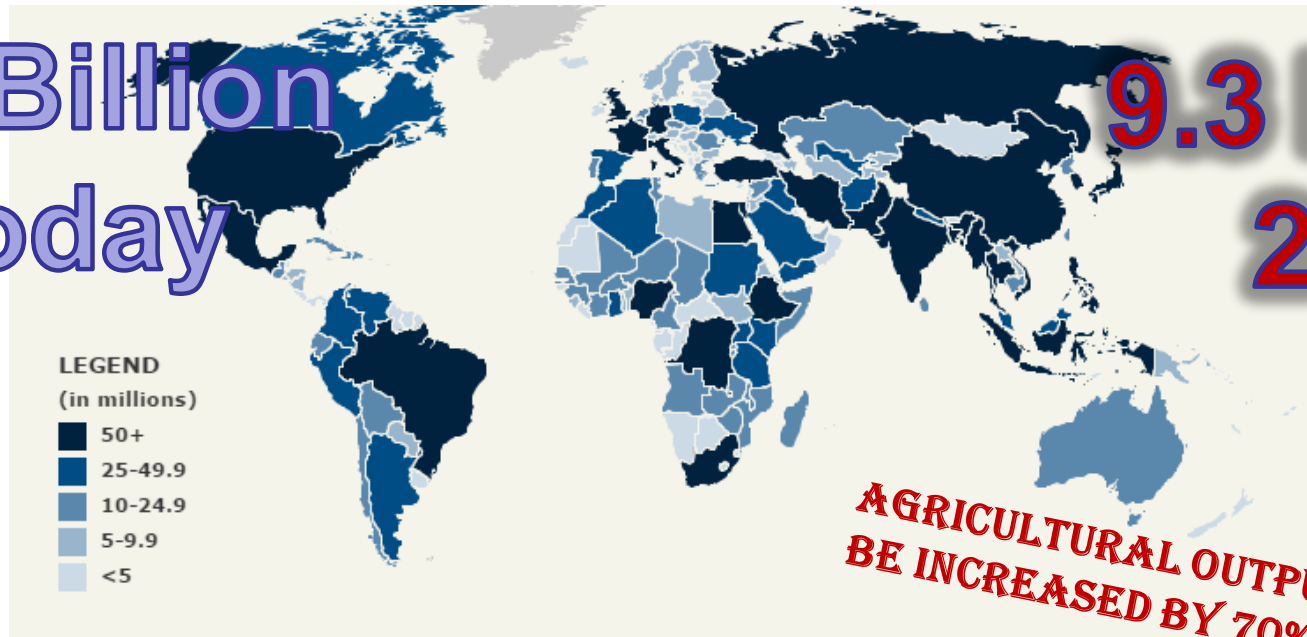 Billion
oday
9.3
2
LEGEND
(in millions)
50+
25-49.9
10-24.9
5-9.9
<5
AGRICULTURAL OUTPU
BE INCREASED BY 70%